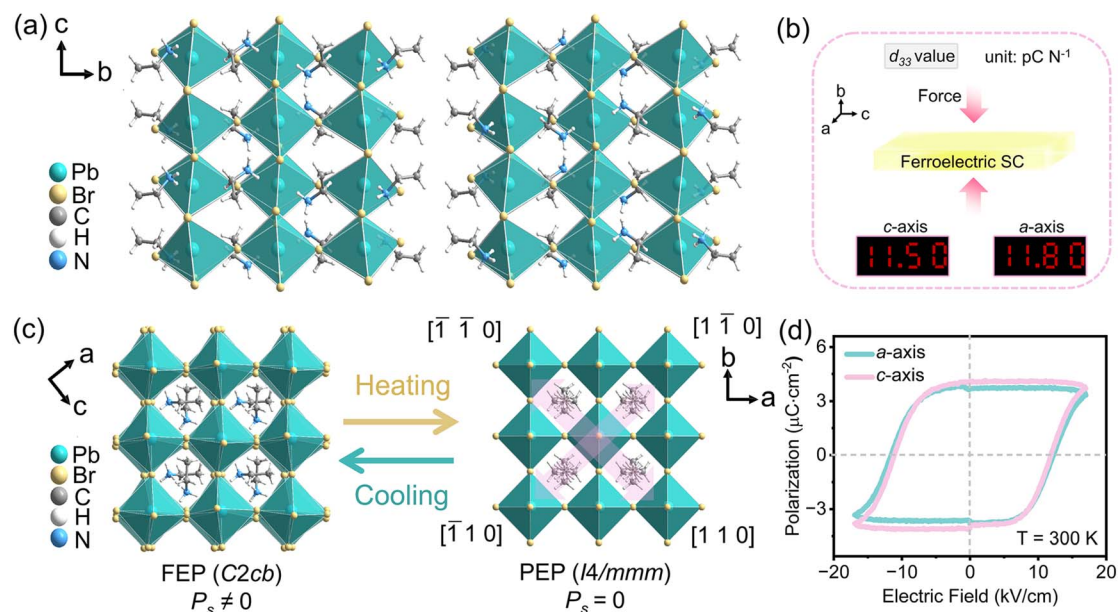 (a)
c
b
Pb
Br
C
H
N
(b)
d33 value
unit: pC N⁻¹
Force
b
c
a
Ferroelectric SC
c-axis
a-axis
11.50
11.80
(c)
a
c
Pb
Br
C
H
N
FEP (C2cb)
Ps ≠ 0
Heating
Cooling
[1̅ 1̅ 0]
[1 1̅ 0]
b
a
[1̅ 1 0]
[1 1 0]
PEP (I4/mmm)
Ps = 0
(d)
a-axis
c-axis
Polarization (μC·cm⁻²)
6
3
0
−3
T = 300 K
−20
−10
0
10
20
Electric Field (kV/cm)